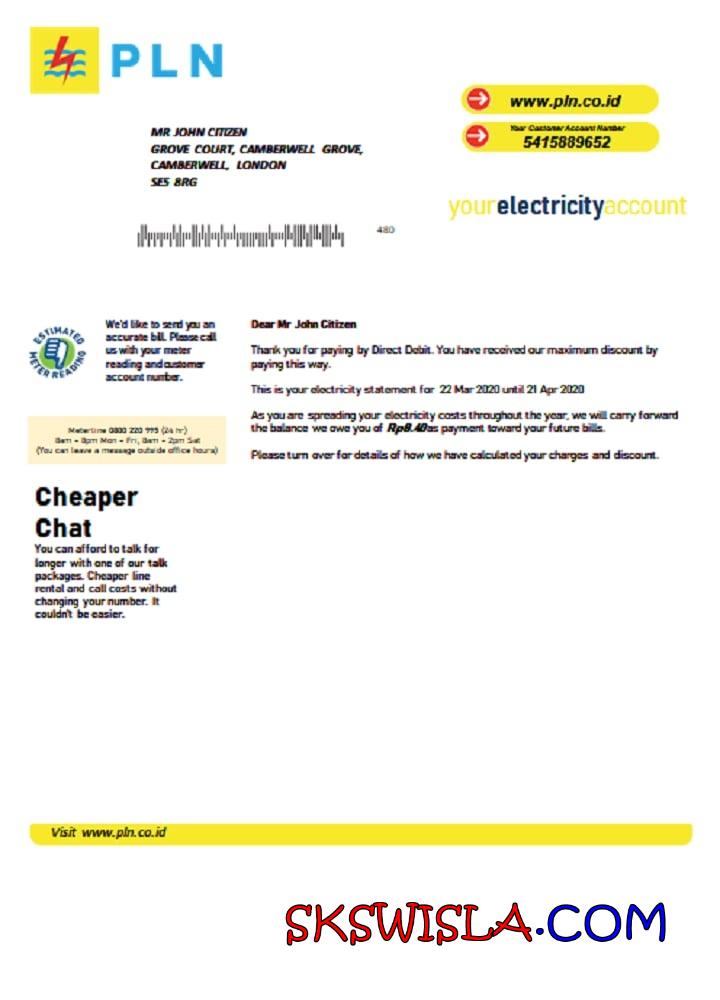 PLN
www.pln.co.id
Your Customer Account Number
5415889652
MR JOHN CITIZEN
GROVE COURT, CAMBERWELL GROVE,
CAMBERWELL, LONDON
SE5 8RG
480
yourelectricityaccount
ESTIMATED
METER READING
We'd like to send you an
accurate bill. Please call
us with your meter
reading and customer
account number.
Meterline 0800 220 995 (24 hr)
8am - 8pm Mon - Fri, 8am - 2pm Sat
(You can leave a message outside office hours)
Cheaper
Chat
You can afford to talk for
longer with one of our talk
packages. Cheaper line
rental and call costs without
changing your number. It
couldn't be easier.
Dear Mr John Citizen
Thank you for paying by Direct Debit. You have received our maximum discount by
paying this way.
This is your electricity statement for 22 Mar 2020 until 21 Apr 2020
As you are spreading your electricity costs throughout the year, we will carry forward
the balance we owe you of Rp8.40 as payment toward your future bills.
Please turn over for details of how we have calculated your charges and discount.
Visit www.pln.co.id
SKSWISLA.COM